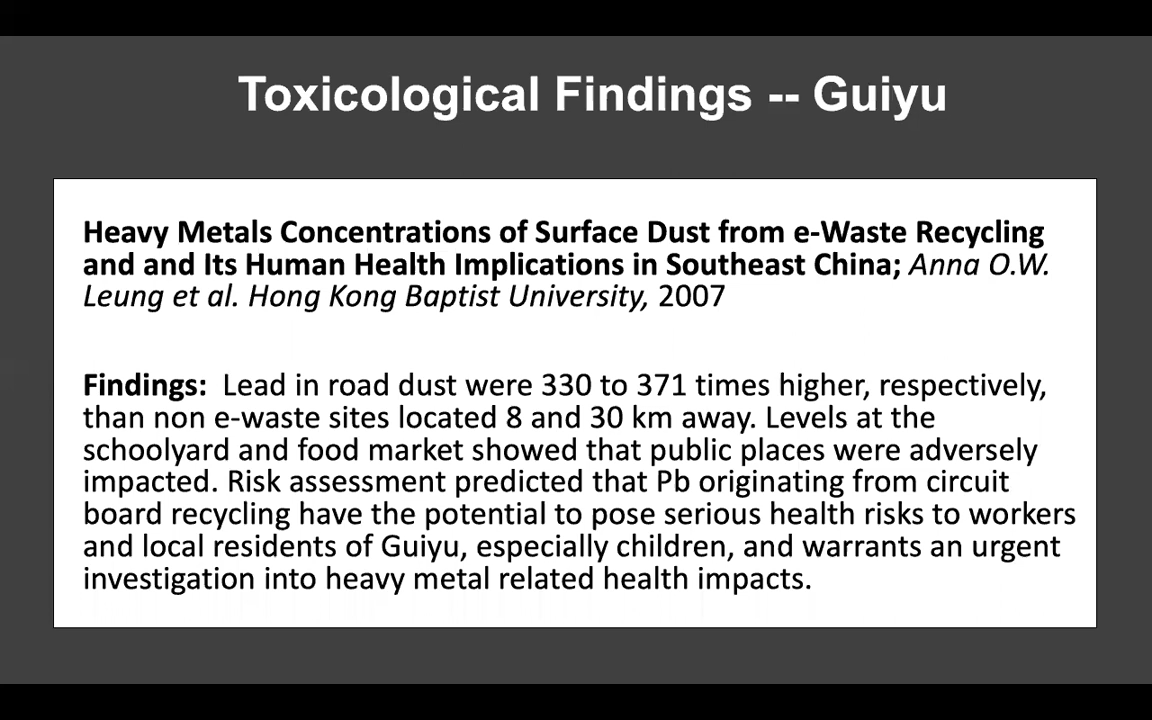 Toxicological Findings -- Guiyu
Heavy Metals Concentrations of Surface Dust from e-Waste Recycling
and and Its Human Health Implications in Southeast China; Anna O.W.
Leung et al. Hong Kong Baptist University, 2007
Findings: Lead in road dust were 330 to 371 times higher, respectively,
than non e-waste sites located 8 and 30 km away. Levels at the
schoolyard and food market showed that public places were adversely
impacted. Risk assessment predicted that Pb originating from circuit
board recycling have the potential to pose serious health risks to workers
and local residents of Guiyu, especially children, and warrants an urgent
investigation into heavy metal related health impacts.